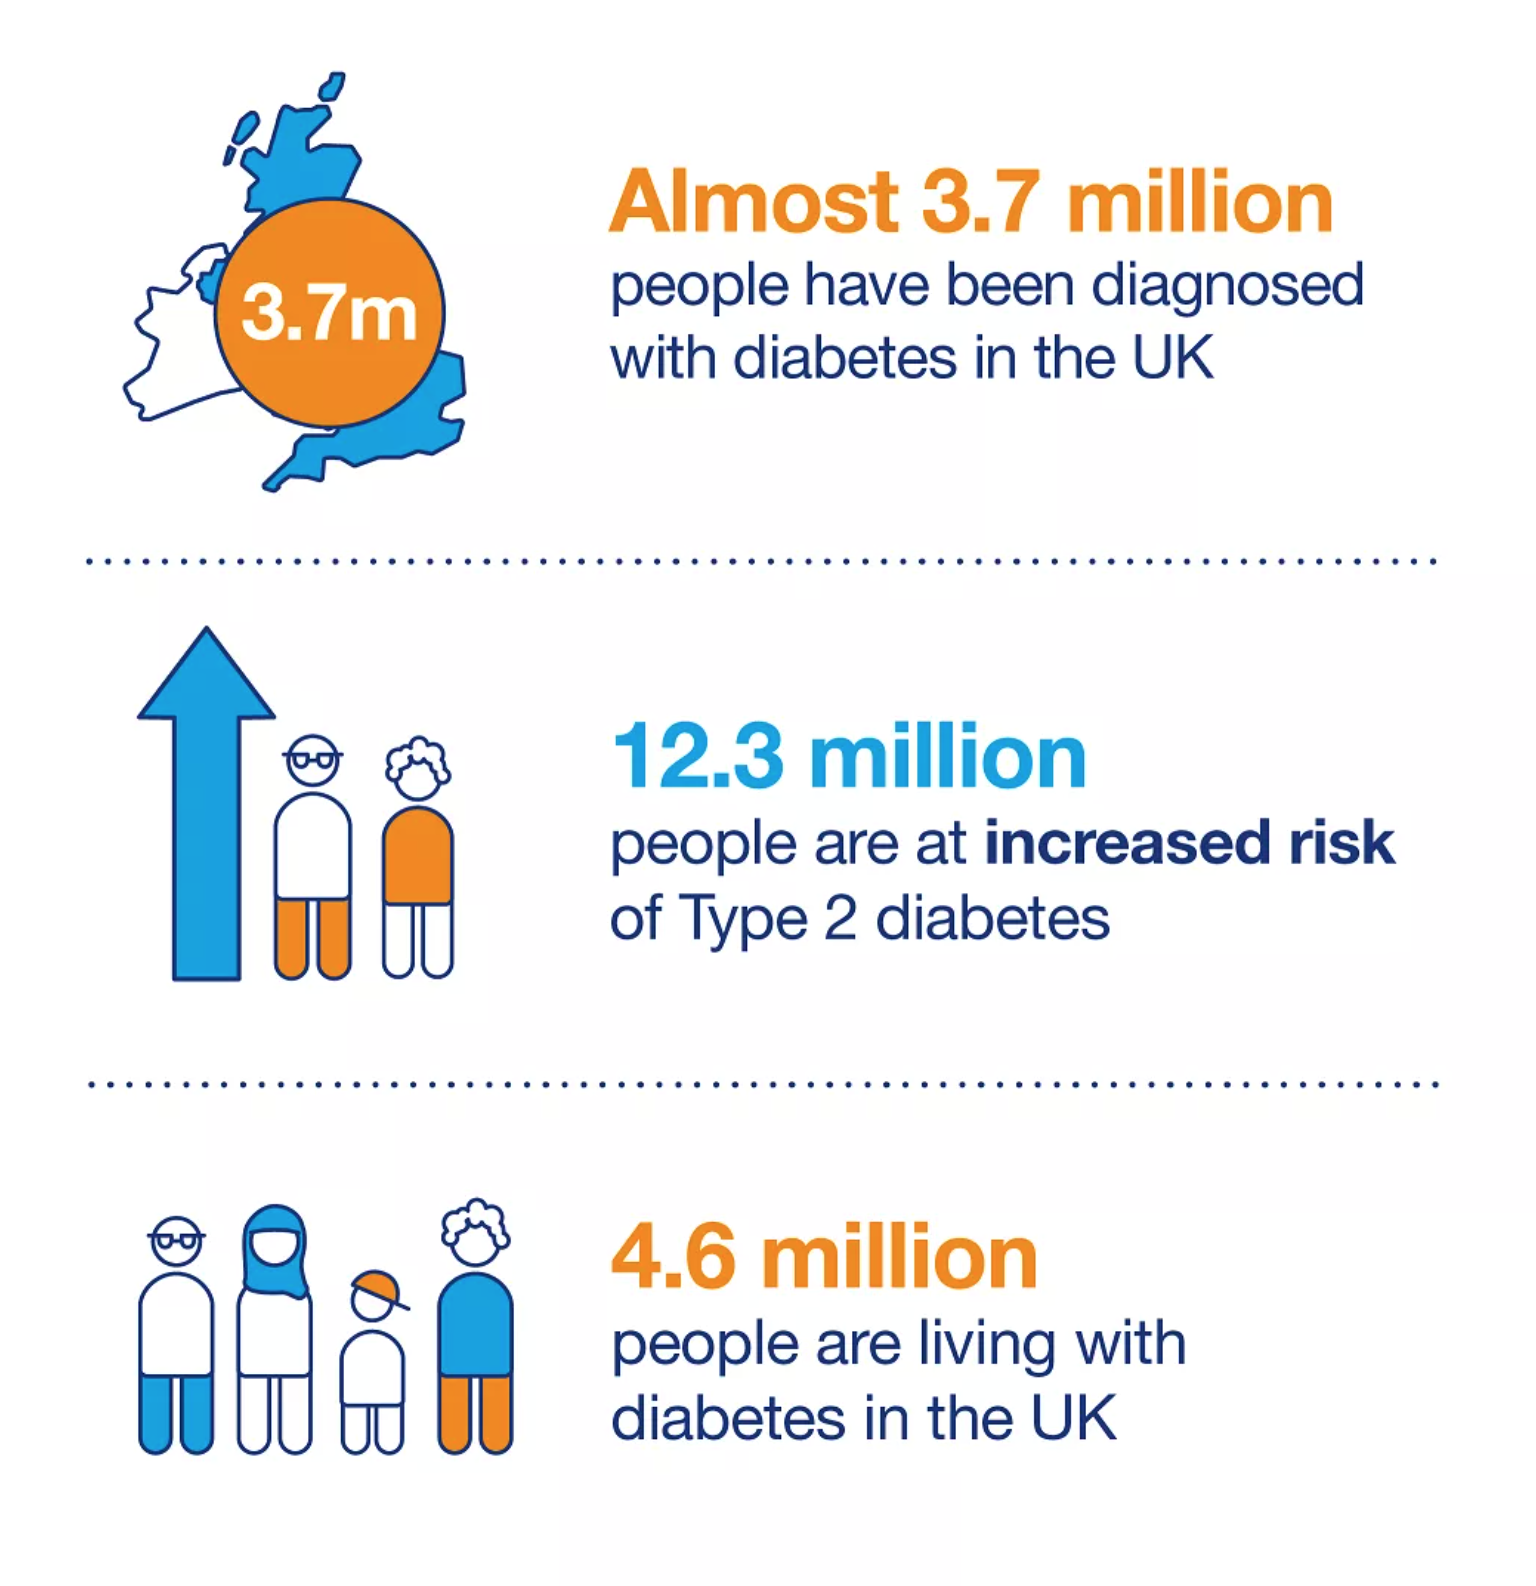 3.7m
Almost 3.7 million
people have been diagnosed
with diabetes in the UK
12.3 million
people are at increased risk
of Type 2 diabetes
4.6 million
people are living with
diabetes in the UK